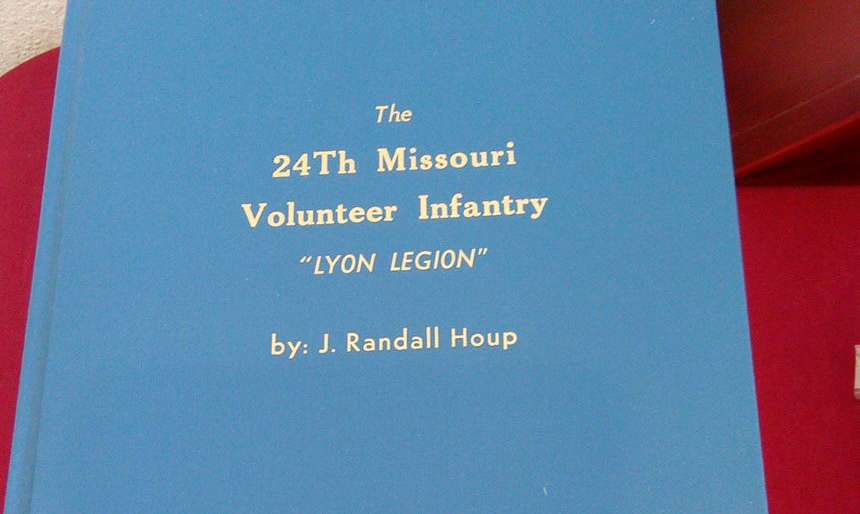 The
24Th Missouri
Volunteer Infantry
“LYON LEGION”
by: J. Randall Houp